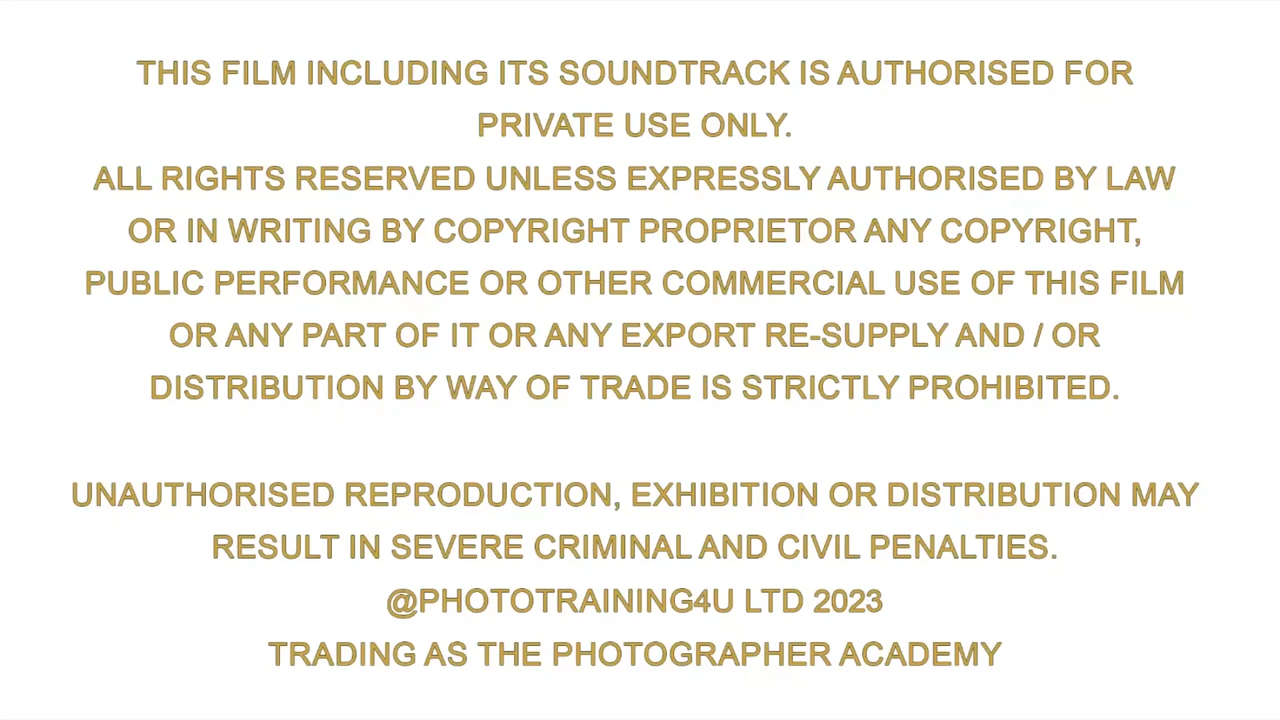 THIS FILM INCLUDING ITS SOUNDTRACK IS AUTHORISED FOR
PRIVATE USE ONLY.
ALL RIGHTS RESERVED UNLESS EXPRESSLY AUTHORISED BY LAW
OR IN WRITING BY COPYRIGHT PROPRIETOR ANY COPYRIGHT,
PUBLIC PERFORMANCE OR OTHER COMMERCIAL USE OF THIS FILM
OR ANY PART OF IT OR ANY EXPORT RE-SUPPLY AND / OR
DISTRIBUTION BY WAY OF TRADE IS STRICTLY PROHIBITED.
UNAUTHORISED REPRODUCTION, EXHIBITION OR DISTRIBUTION MAY
RESULT IN SEVERE CRIMINAL AND CIVIL PENALTIES.
@PHOTOTRAINING4U LTD 2023
TRADING AS THE PHOTOGRAPHER ACADEMY